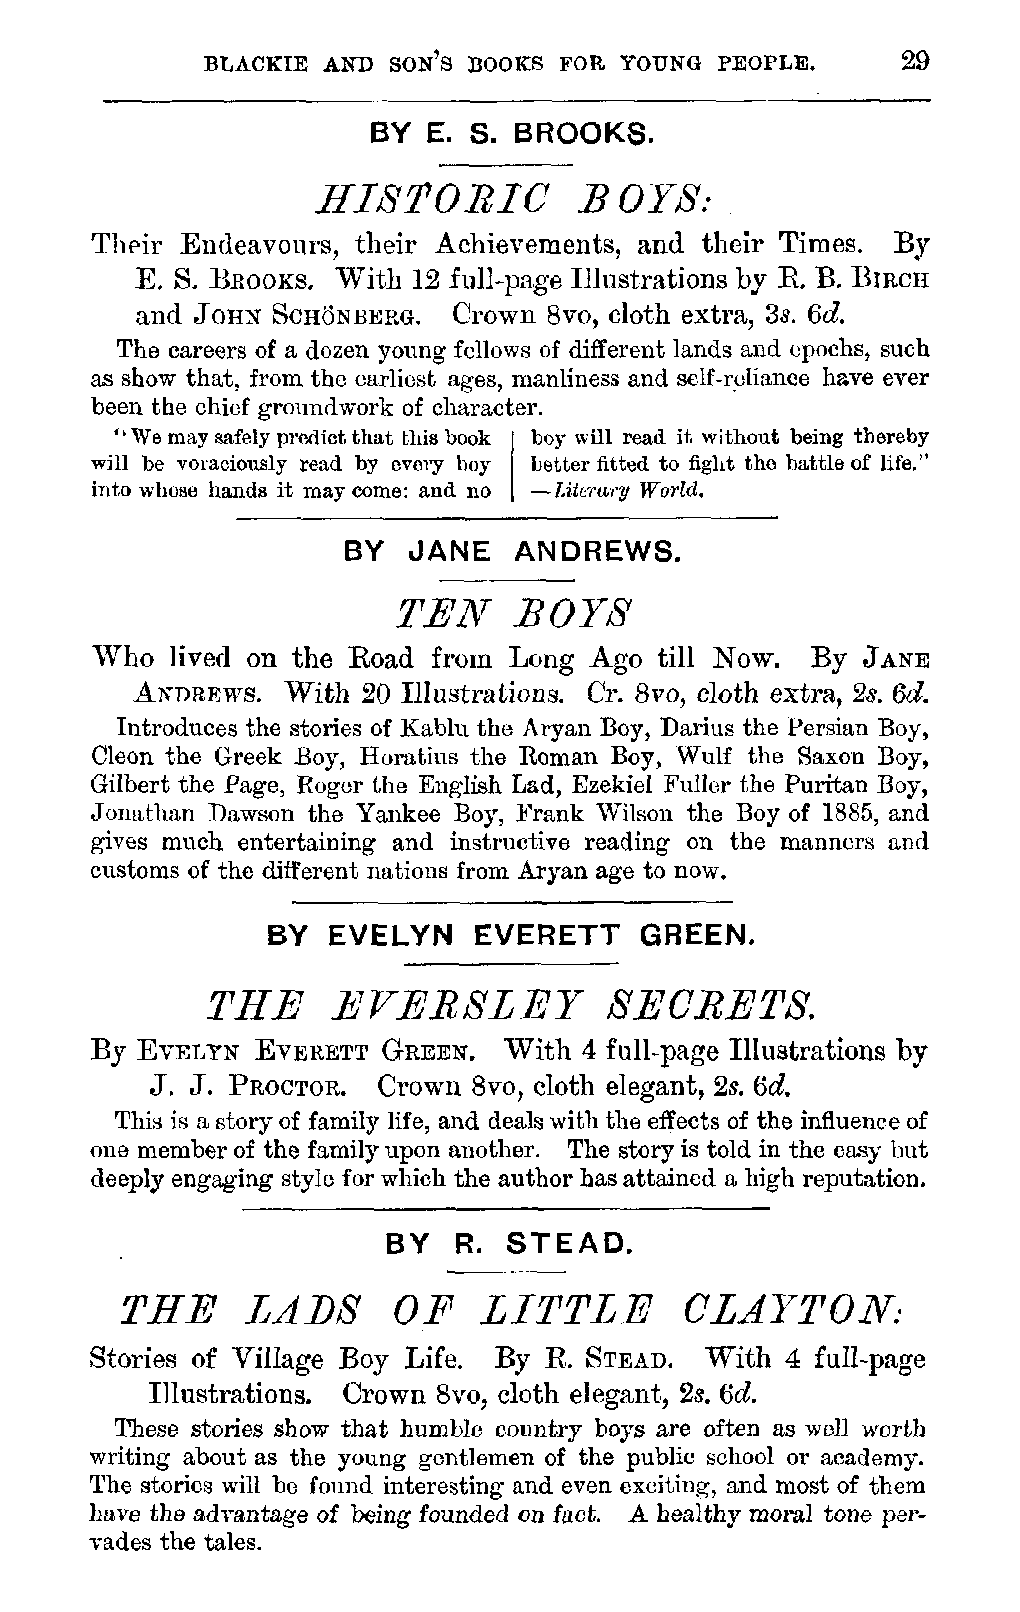 BLACKIE AND SON'S BOOKS FOR YOUNG PEOPLE. 29
BY E. S. BROOKS.
HISTORIC BOYS:
Their Endeavours, their Achievements, and their Times. By
E. S. BROOKS. With 12 full-page Illustrations by R. B. BIRCH
and JOHN SCHÖNBERG. Crown 8vo, cloth extra, 3s. 6d.
The careers of a dozen young fellows of different lands and epochs, such
as show that, from the earliest ages, manliness and self-reliance have ever
been the chief groundwork of character.
"We may safely predict that this book
will be voraciously read by every boy
into whose hands it may come: and no
boy will read it without being thereby
better fitted to fight the battle of life."
—Literary World.
BY JANE ANDREWS.
TEN BOYS
Who lived on the Road from Long Ago till Now. By JANE
ANDREWS. With 20 Illustrations. Cr. 8vo, cloth extra, 2s. 6d.
Introduces the stories of Kablu the Aryan Boy, Darius the Persian Boy,
Cleon the Greek Boy, Horatius the Roman Boy, Wulf the Saxon Boy,
Gilbert the Page, Roger the English Lad, Ezekiel Fuller the Puritan Boy,
Jonathan Dawson the Yankee Boy, Frank Wilson the Boy of 1885, and
gives much entertaining and instructive reading on the manners and
customs of the different nations from Aryan age to now.
BY EVELYN EVERETT GREEN.
THE EVERSLEY SECRETS.
By EVELYN EVERETT GREEN. With 4 full-page Illustrations by
J. J. PROCTOR. Crown 8vo, cloth elegant, 2s. 6d.
This is a story of family life, and deals with the effects of the influence of
one member of the family upon another. The story is told in the easy but
deeply engaging style for which the author has attained a high reputation.
BY R. STEAD.
THE LADS OF LITTLE CLAYTON:
Stories of Village Boy Life. By R. STEAD. With 4 full-page
Illustrations. Crown 8vo, cloth elegant, 2s. 6d.
These stories show that humble country boys are often as well worth
writing about as the young gentlemen of the public school or academy.
The stories will be found interesting and even exciting, and most of them
have the advantage of being founded on fact. A healthy moral tone per-
vades the tales.